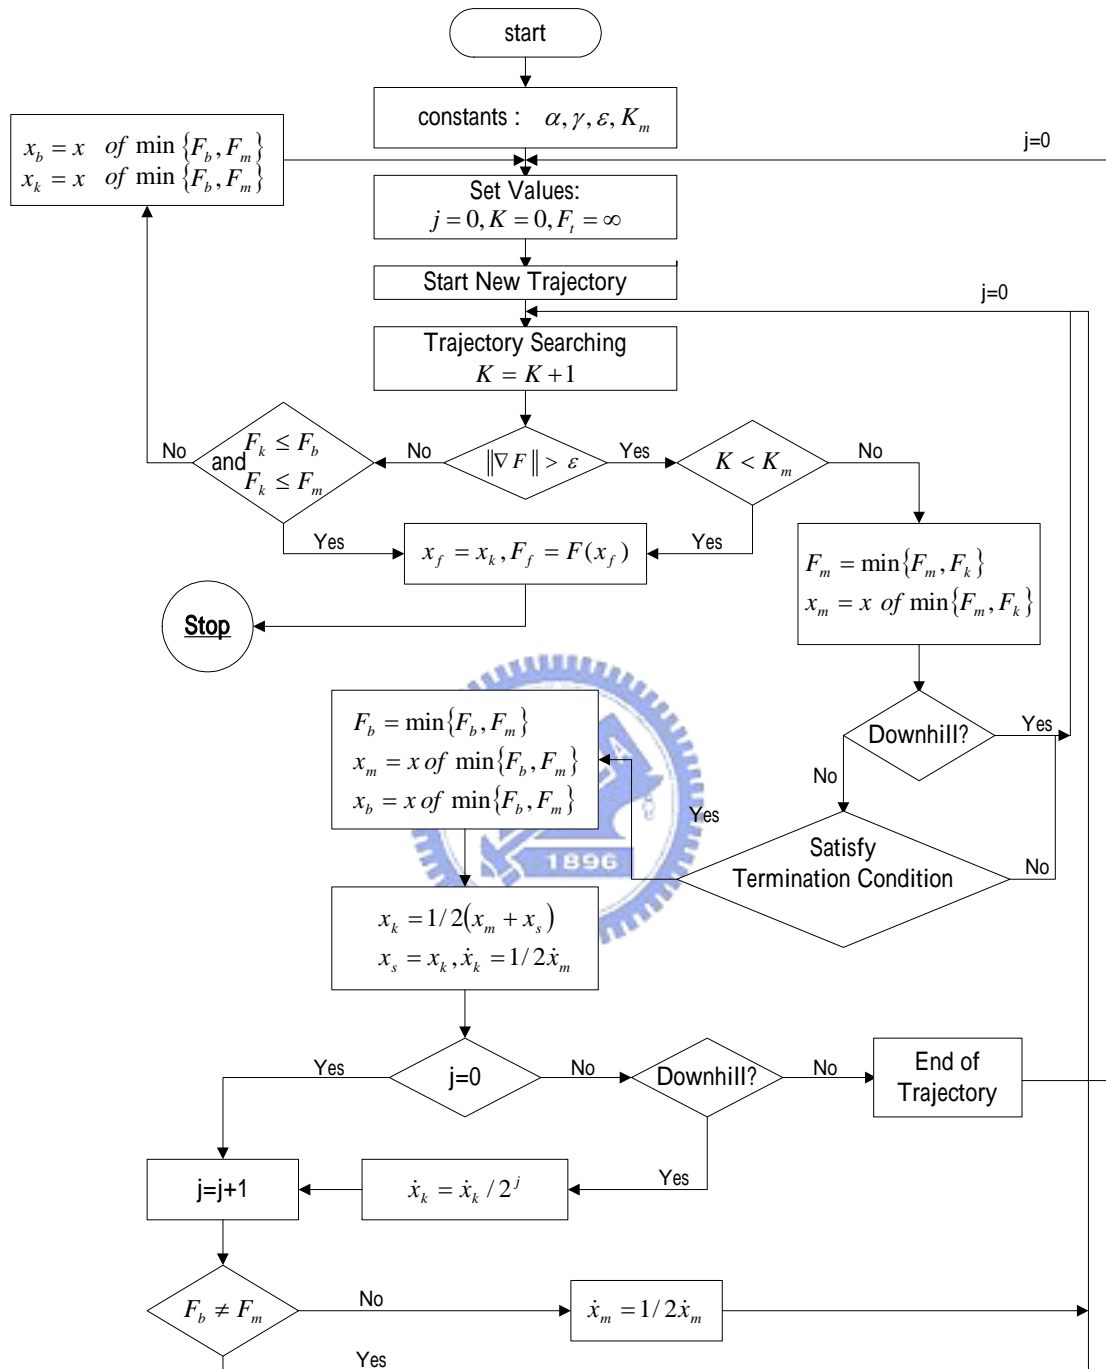 start
constants : α, γ, ε, K_m
x_b = x of min {F_b, F_m}
x_k = x of min {F_b, F_m}
j=0
Set Values:
j = 0, K = 0, F_t = ∞
Start New Trajectory
j=0
Trajectory Searching
K = K + 1
No
F_k ≤ F_b
and
F_k ≤ F_m
No
‖∇F‖ > ε
Yes
K < K_m
No
Yes
x_f = x_k, F_f = F(x_f)
Yes
F_m = min{F_m, F_k}
x_m = x of min{F_m, F_k}
Stop
F_b = min{F_b, F_m}
x_m = x of min{F_b, F_m}
x_b = x of min{F_b, F_m}
Downhill?
Yes
No
Yes
Satisfy
Termination Condition
No
1896
x_k = 1/2(x_m + x_s)
x_s = x_k, ẋ_k = 1/2ẋ_m
Yes
j=0
No
Downhill?
No
End of
Trajectory
j=j+1
ẋ_k = ẋ_k / 2^j
Yes
F_b ≠ F_m
No
ẋ_m = 1/2ẋ_m
Yes